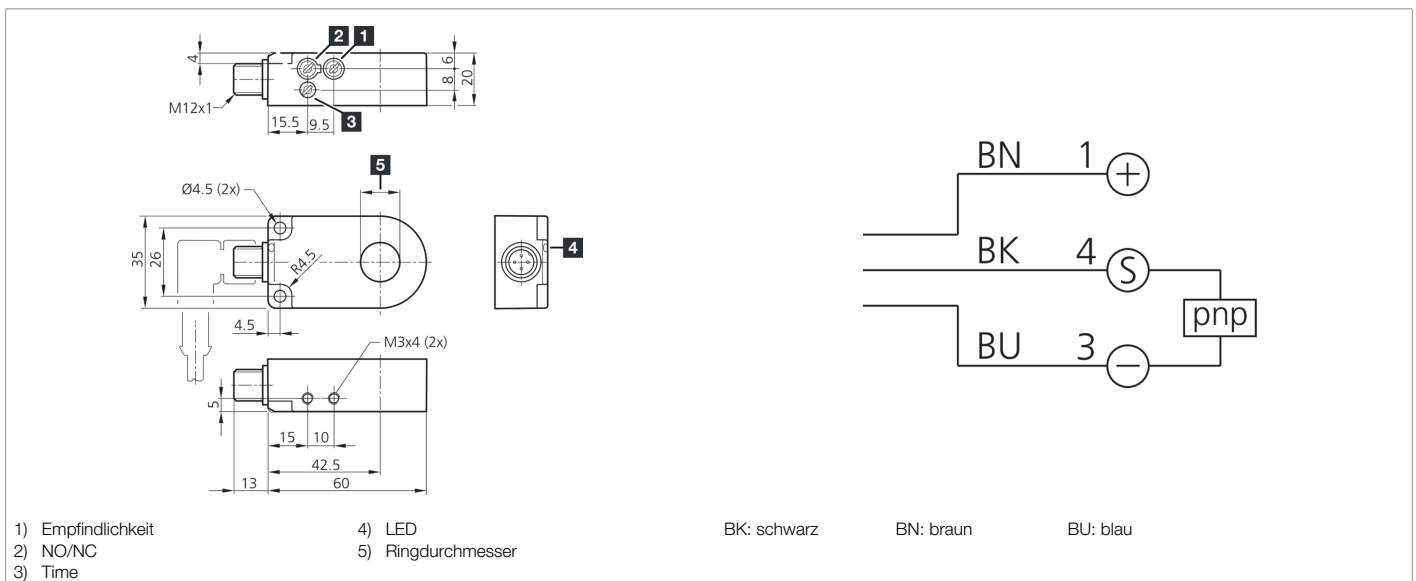 2 1
4
6
8
20
M12x1
15.5 9.5 3
5
Ø4.5 (2x)
35
26
R4.5
4
4.5
M3x4 (2x)
5
15 10
42.5
13 60
BN 1 +
BK 4 S
pnp
BU 3 −
1) Empfindlichkeit
2) NO/NC
3) Time
4) LED
5) Ringdurchmesser
BK: schwarz BN: braun BU: blau